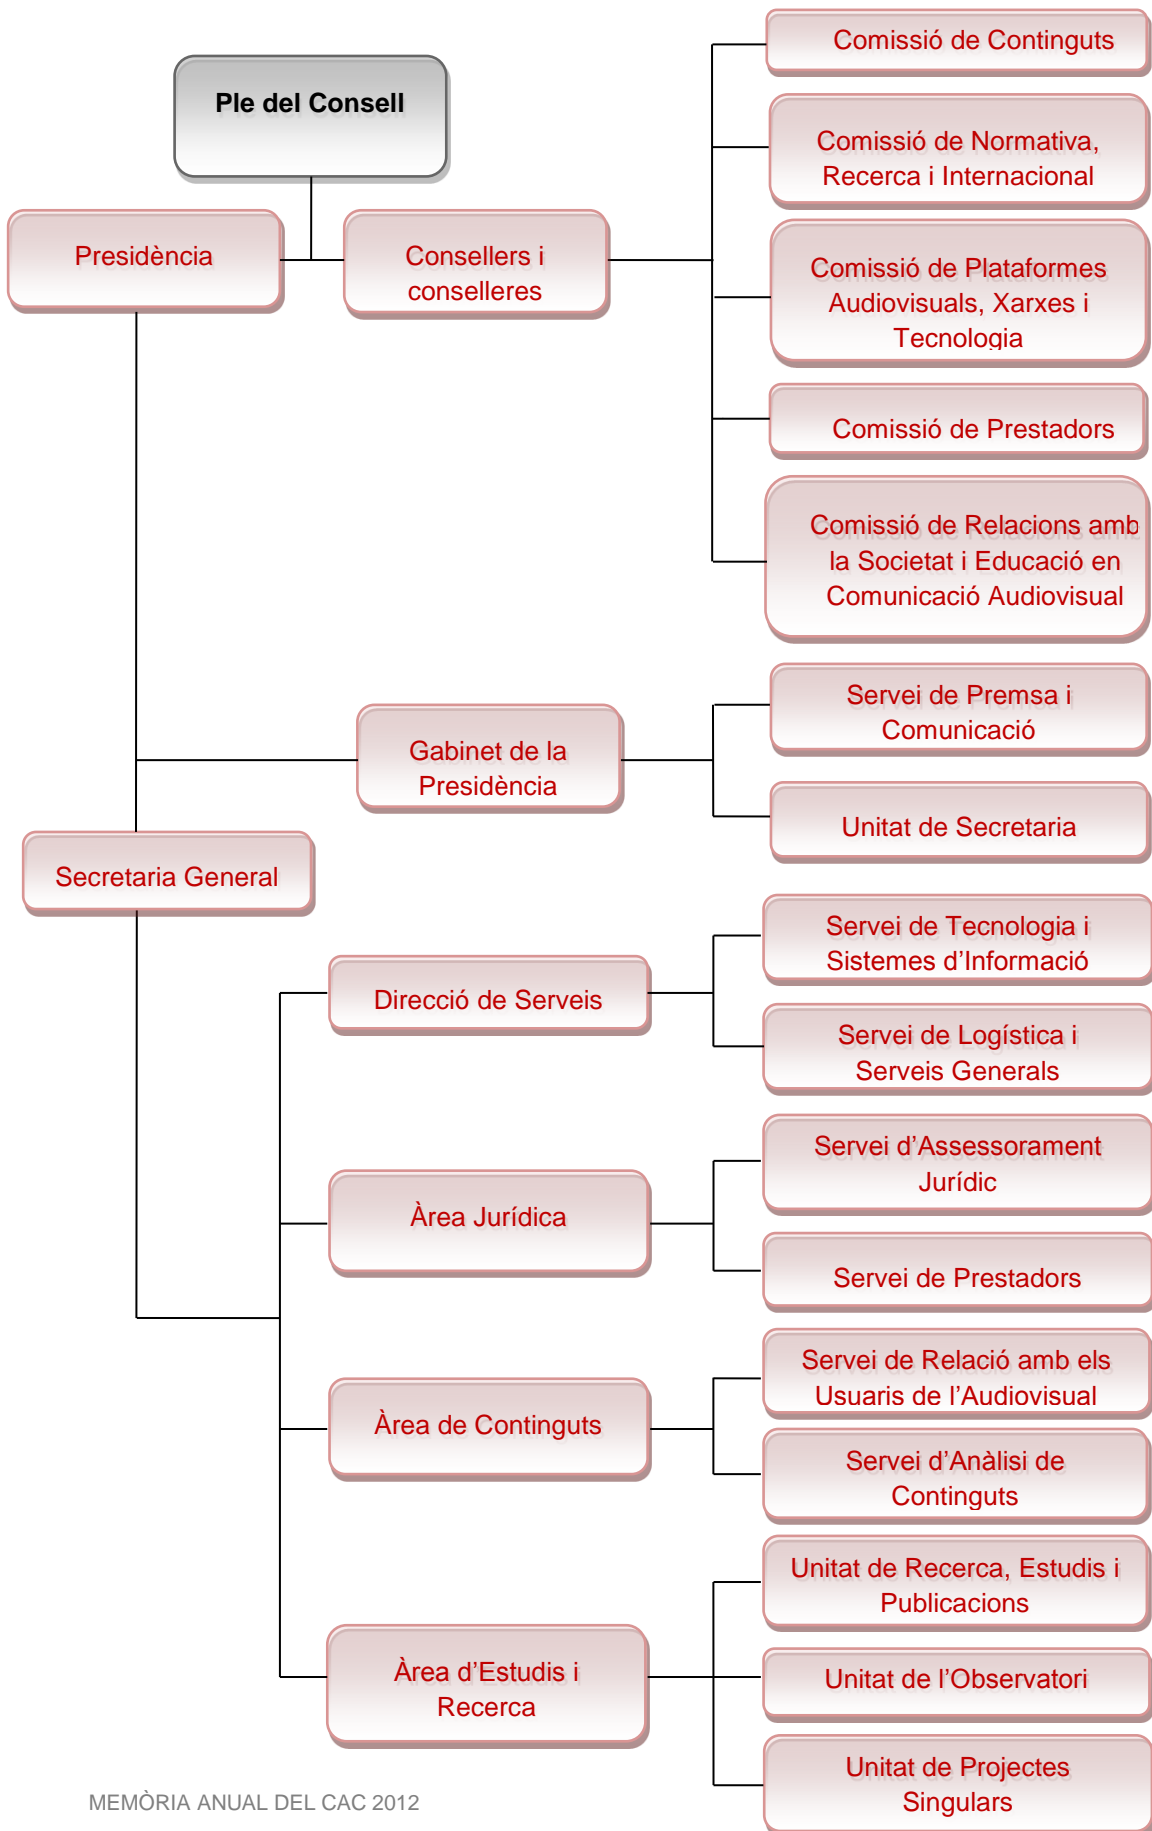 Ple del Consell
Presidència
Consellers i
conselleres
Comissió de Continguts
Comissió de Normativa,
Recerca i Internacional
Comissió de Plataformes
Audiovisuals, Xarxes i
Tecnologia
Comissió de Prestadors
Comissió de Relacions amb
la Societat i Educació en
Comunicació Audiovisual
Gabinet de la
Presidència
Servei de Premsa i
Comunicació
Unitat de Secretaria
Secretaria General
Direcció de Serveis
Servei de Tecnologia i
Sistemes d’Informació
Servei de Logística i
Serveis Generals
Àrea Jurídica
Servei d’Assessorament
Jurídic
Servei de Prestadors
Àrea de Continguts
Servei de Relació amb els
Usuaris de l’Audiovisual
Servei d’Anàlisi de
Continguts
Àrea d’Estudis i
Recerca
Unitat de Recerca, Estudis i
Publicacions
Unitat de l’Observatori
Unitat de Projectes
Singulars
MEMÒRIA ANUAL DEL CAC 2012